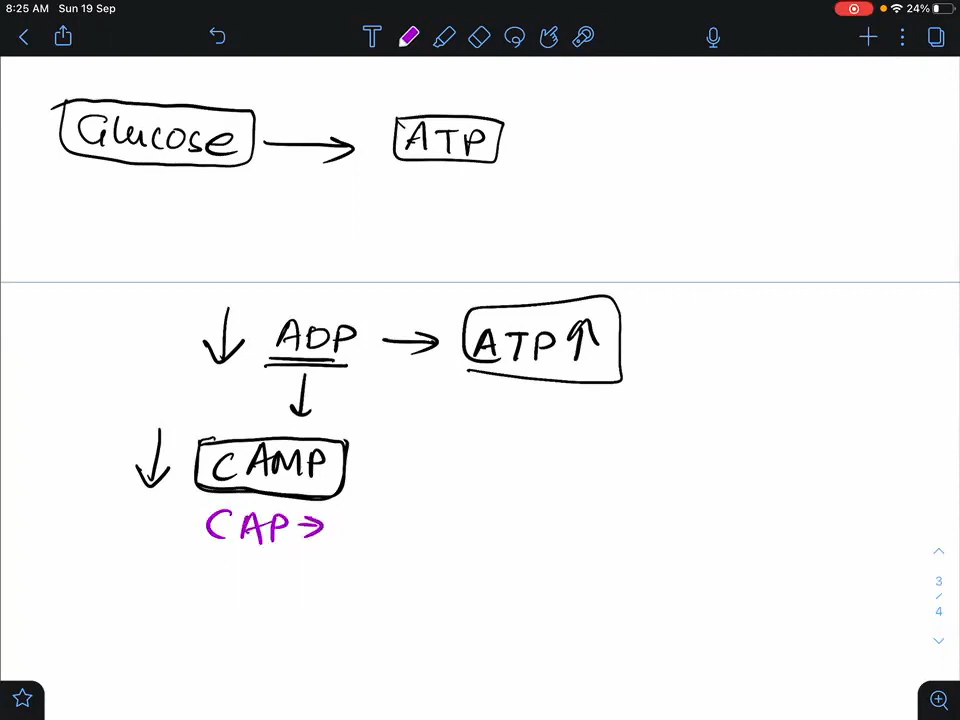 8:25 AM Sun 19 Sep 24%
Glucose → ATP
↓ ADP → ATP ↑
↓
↓ CAMP
CAP →
3
/
4